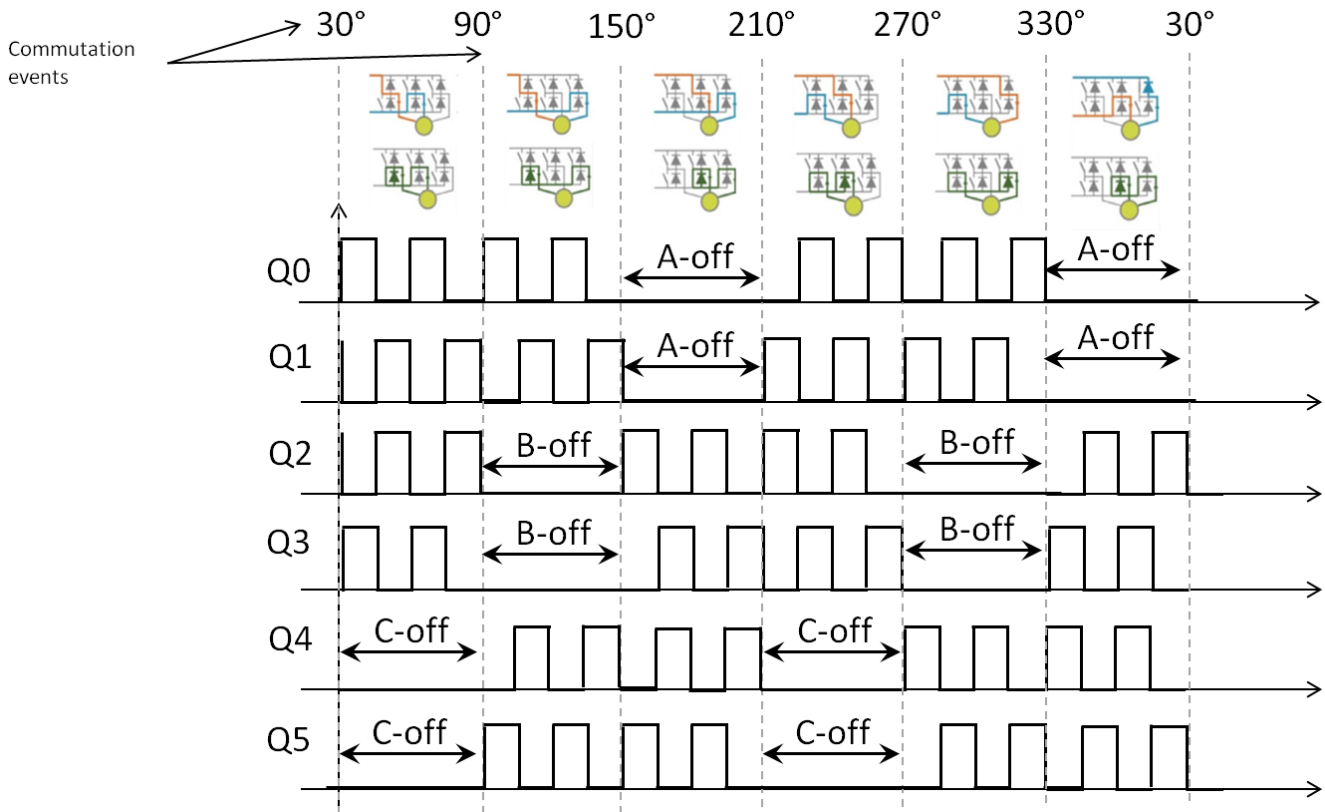 30° 90° 150° 210° 270° 330° 30°
Commutation
events
Q0 A-off A-off
Q1 A-off A-off
Q2 B-off B-off
Q3 B-off B-off
Q4 C-off C-off
Q5 C-off C-off